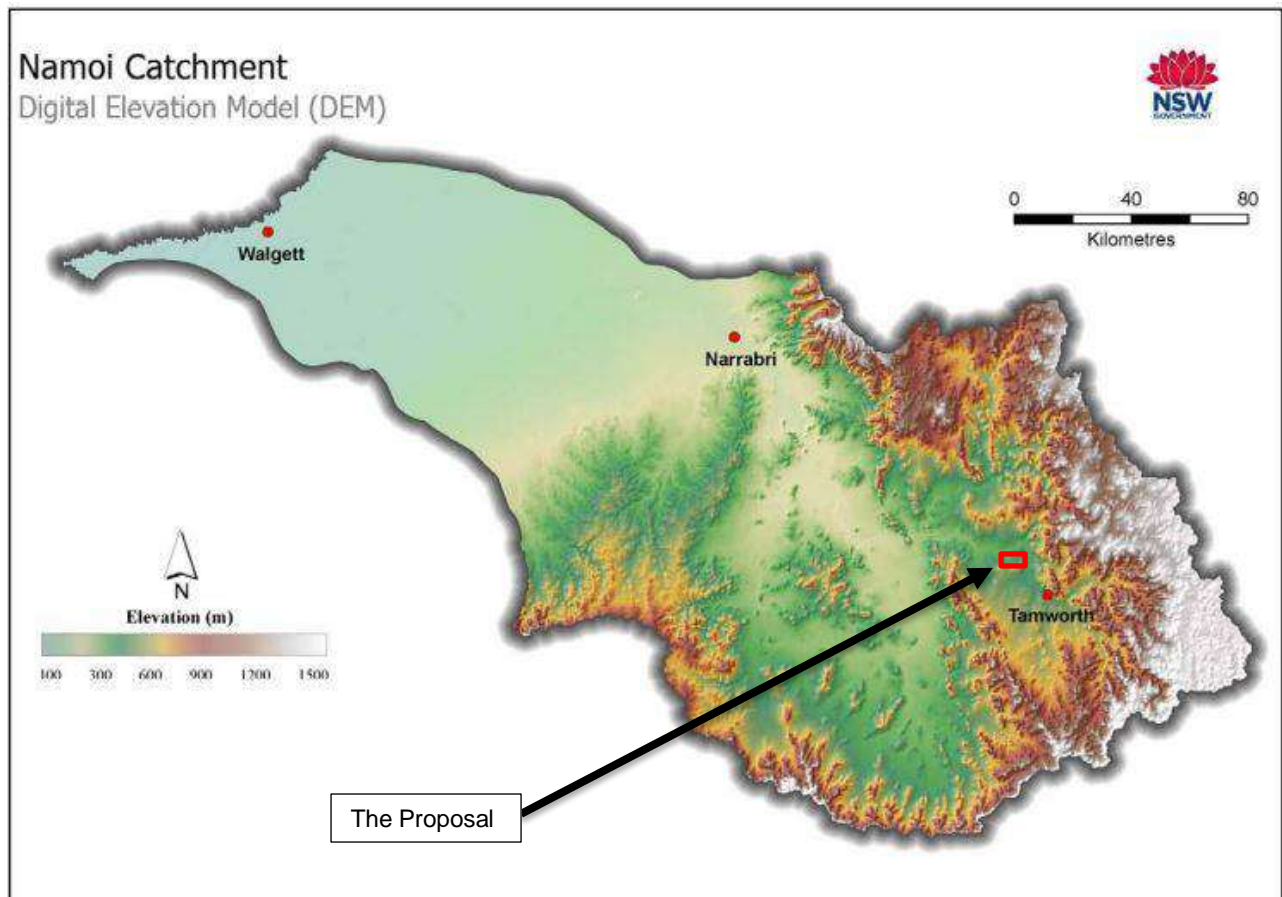 Namoi Catchment
Digital Elevation Model (DEM)
NSW
GOVERNMENT
0 40 80
Kilometres
Walgett
Narrabri
Tamworth
N
Elevation (m)
100 300 600 900 1200 1500
The Proposal